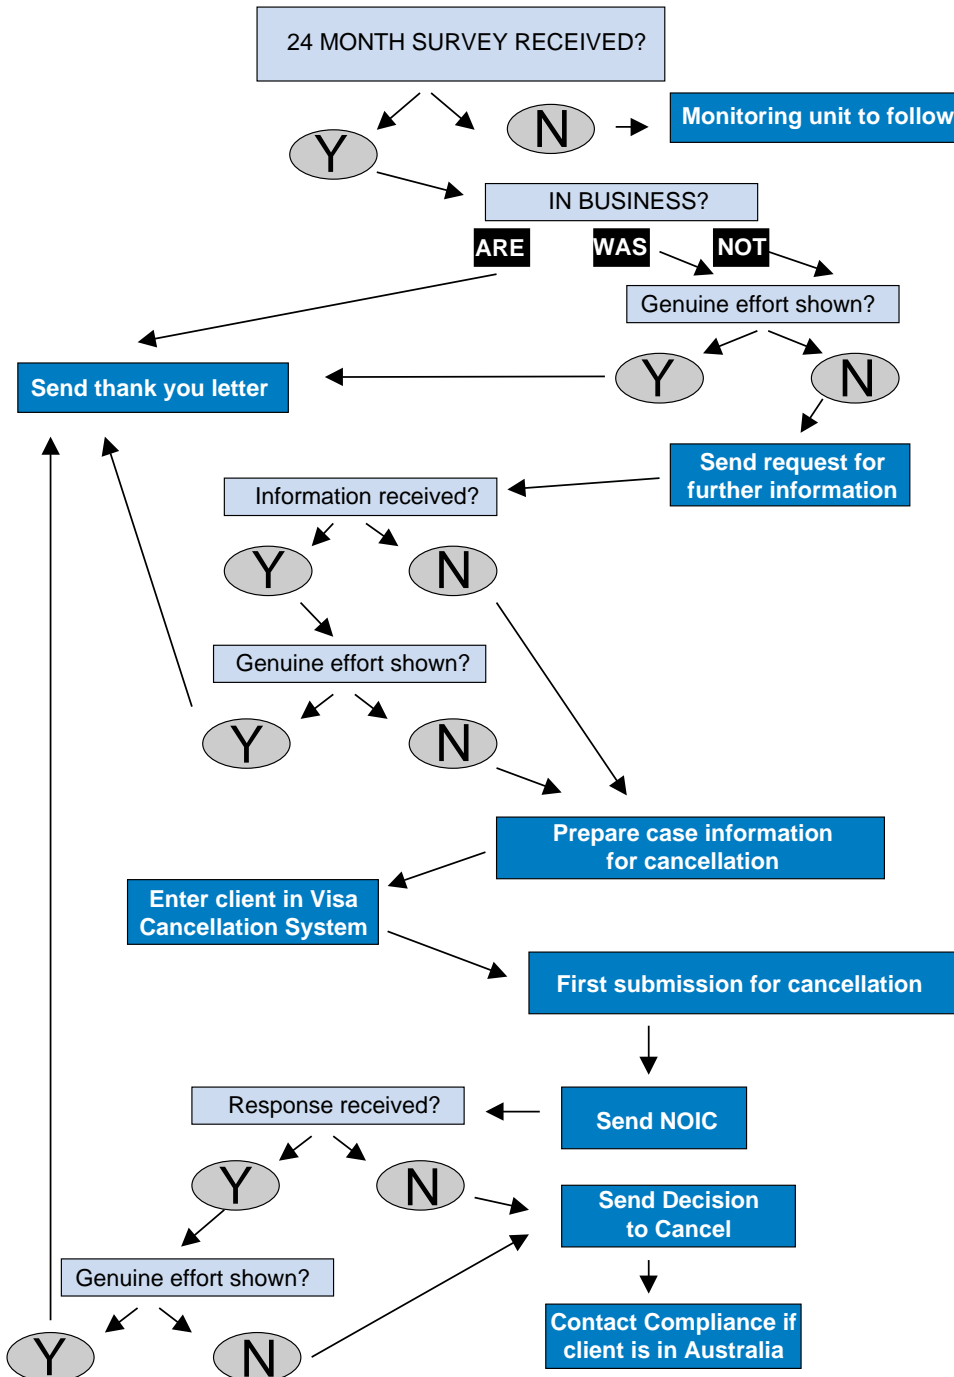 24 MONTH SURVEY RECEIVED?
Y
N
Monitoring unit to follow
IN BUSINESS?
ARE
WAS
NOT
Genuine effort shown?
Y
N
Send thank you letter
Send request for
further information
Information received?
Y
N
Genuine effort shown?
Y
N
Prepare case information
for cancellation
Enter client in Visa
Cancellation System
First submission for cancellation
Send NOIC
Response received?
Y
N
Send Decision
to Cancel
Genuine effort shown?
Y
N
Contact Compliance if
client is in Australia